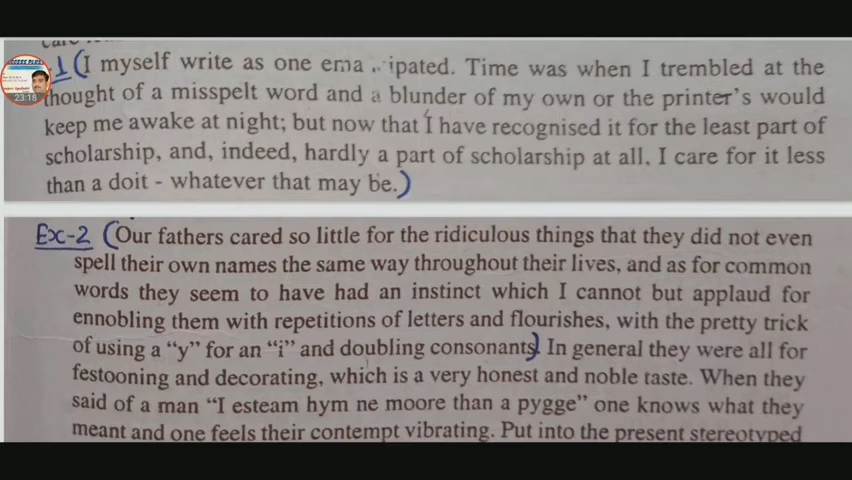 1 (I myself write as one ema ipated. Time was when I trembled at the
thought of a misspelt word and a blunder of my own or the printer's would
keep me awake at night; but now that I have recognised it for the least part of
scholarship, and, indeed, hardly a part of scholarship at all, I care for it less
than a doit - whatever that may be.)
Ex-2 (Our fathers cared so little for the ridiculous things that they did not even
spell their own names the same way throughout their lives, and as for common
words they seem to have had an instinct which I cannot but applaud for
ennobling them with repetitions of letters and flourishes, with the pretty trick
of using a "y" for an "i" and doubling consonants) In general they were all for
festooning and decorating, which is a very honest and noble taste. When they
said of a man "I esteam hym ne moore than a pygge" one knows what they
meant and one feels their contempt vibrating. Put into the present stereotyped
23:16